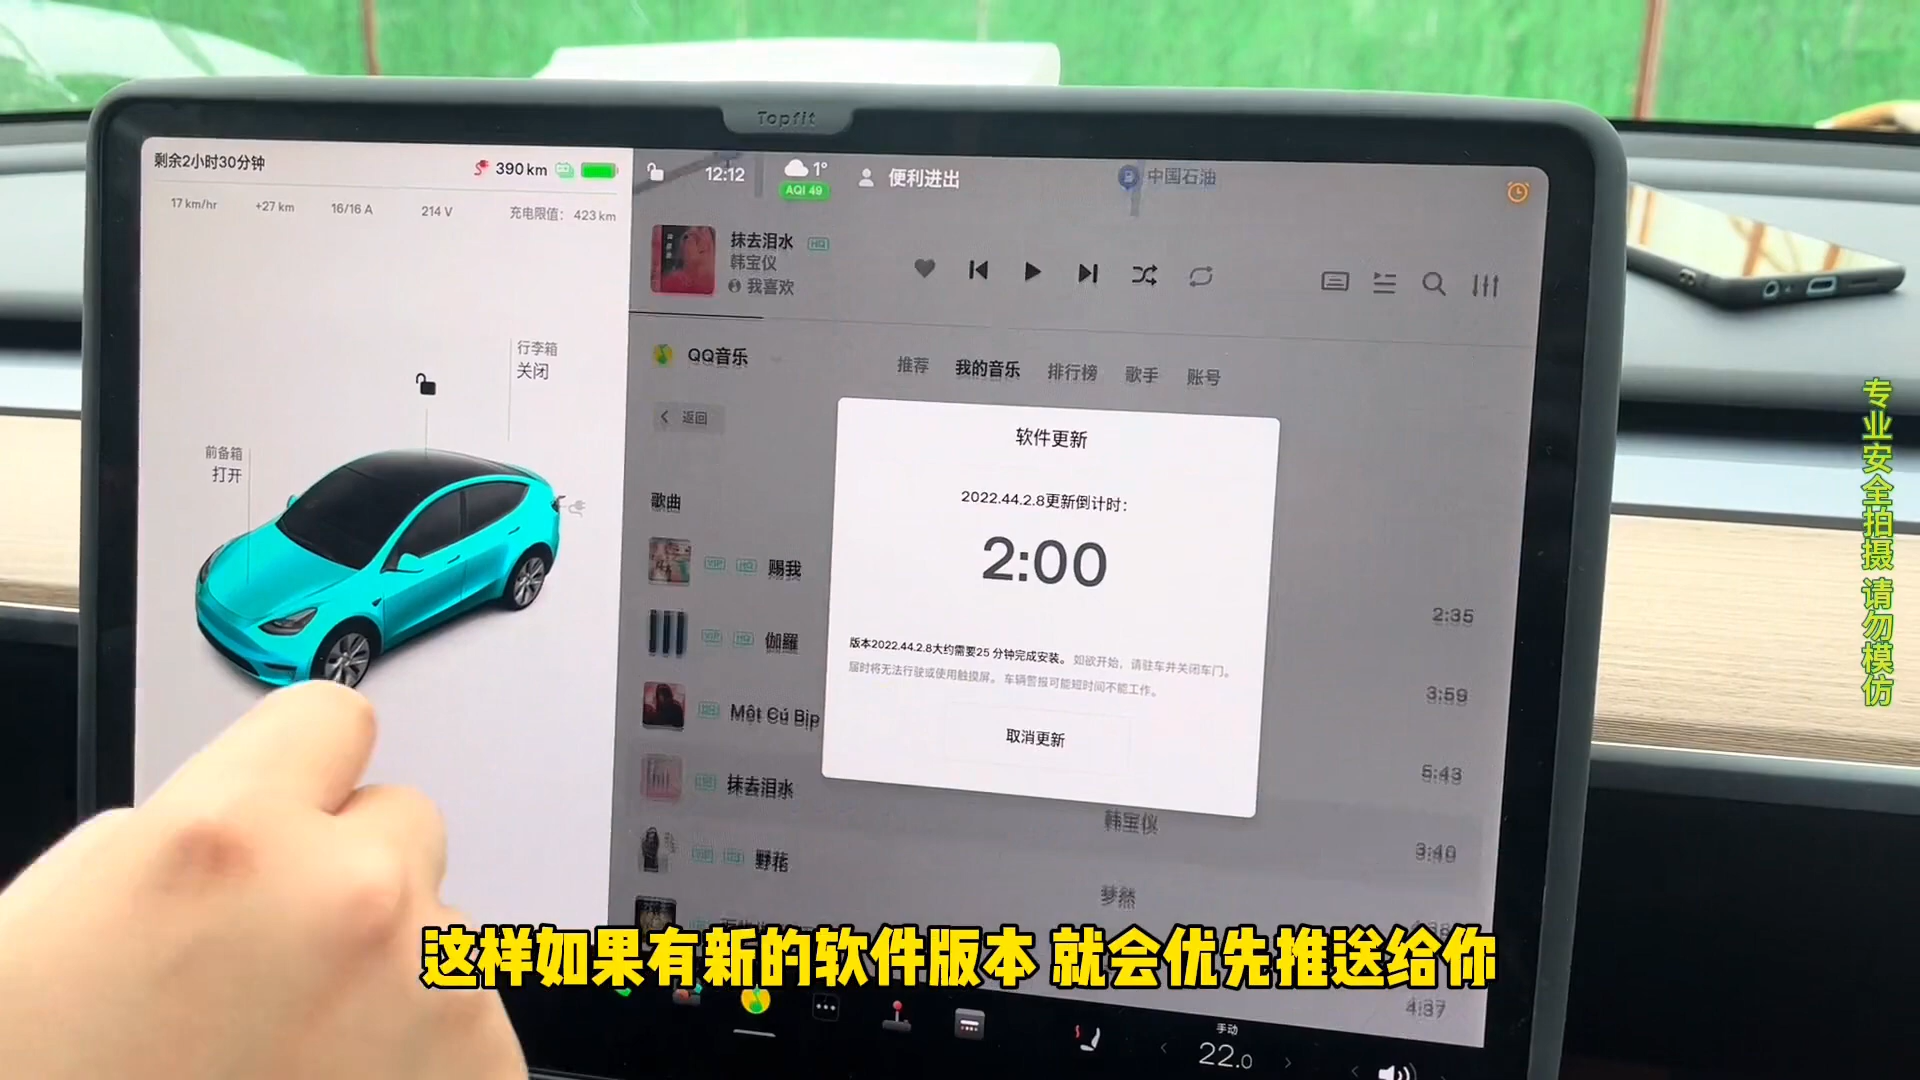 Topfit
剩余2小时30分钟
390 km
17 km/hr
+27 km
16/16 A
214 V
充电限值: 423 km
行李箱
关闭
前备箱
打开
12:12
1°
AQI 49
便利进出
中国石油
抹去泪水 HQ
韩宝仪
我喜欢
QQ音乐
推荐 我的音乐 排行榜 歌手 账号
返回
歌曲
VIP HQ 赐我
2:35
VIP HQ 伽羅
3:59
HQ Một Cú Bịp
5:43
HQ 抹去泪水
韩宝仪
3:40
VIP HQ 野花
梦然
4:37
软件更新
2022.44.2.8更新倒计时:
2:00
版本2022.44.2.8大约需要25 分钟完成安装。如欲开始，请驻车并关闭车门。
届时将无法行驶或使用触摸屏。车辆警报可能短时间不能工作。
取消更新
手动
22.0
专业安全拍摄 请勿模仿
这样如果有新的软件版本 就会优先推送给你